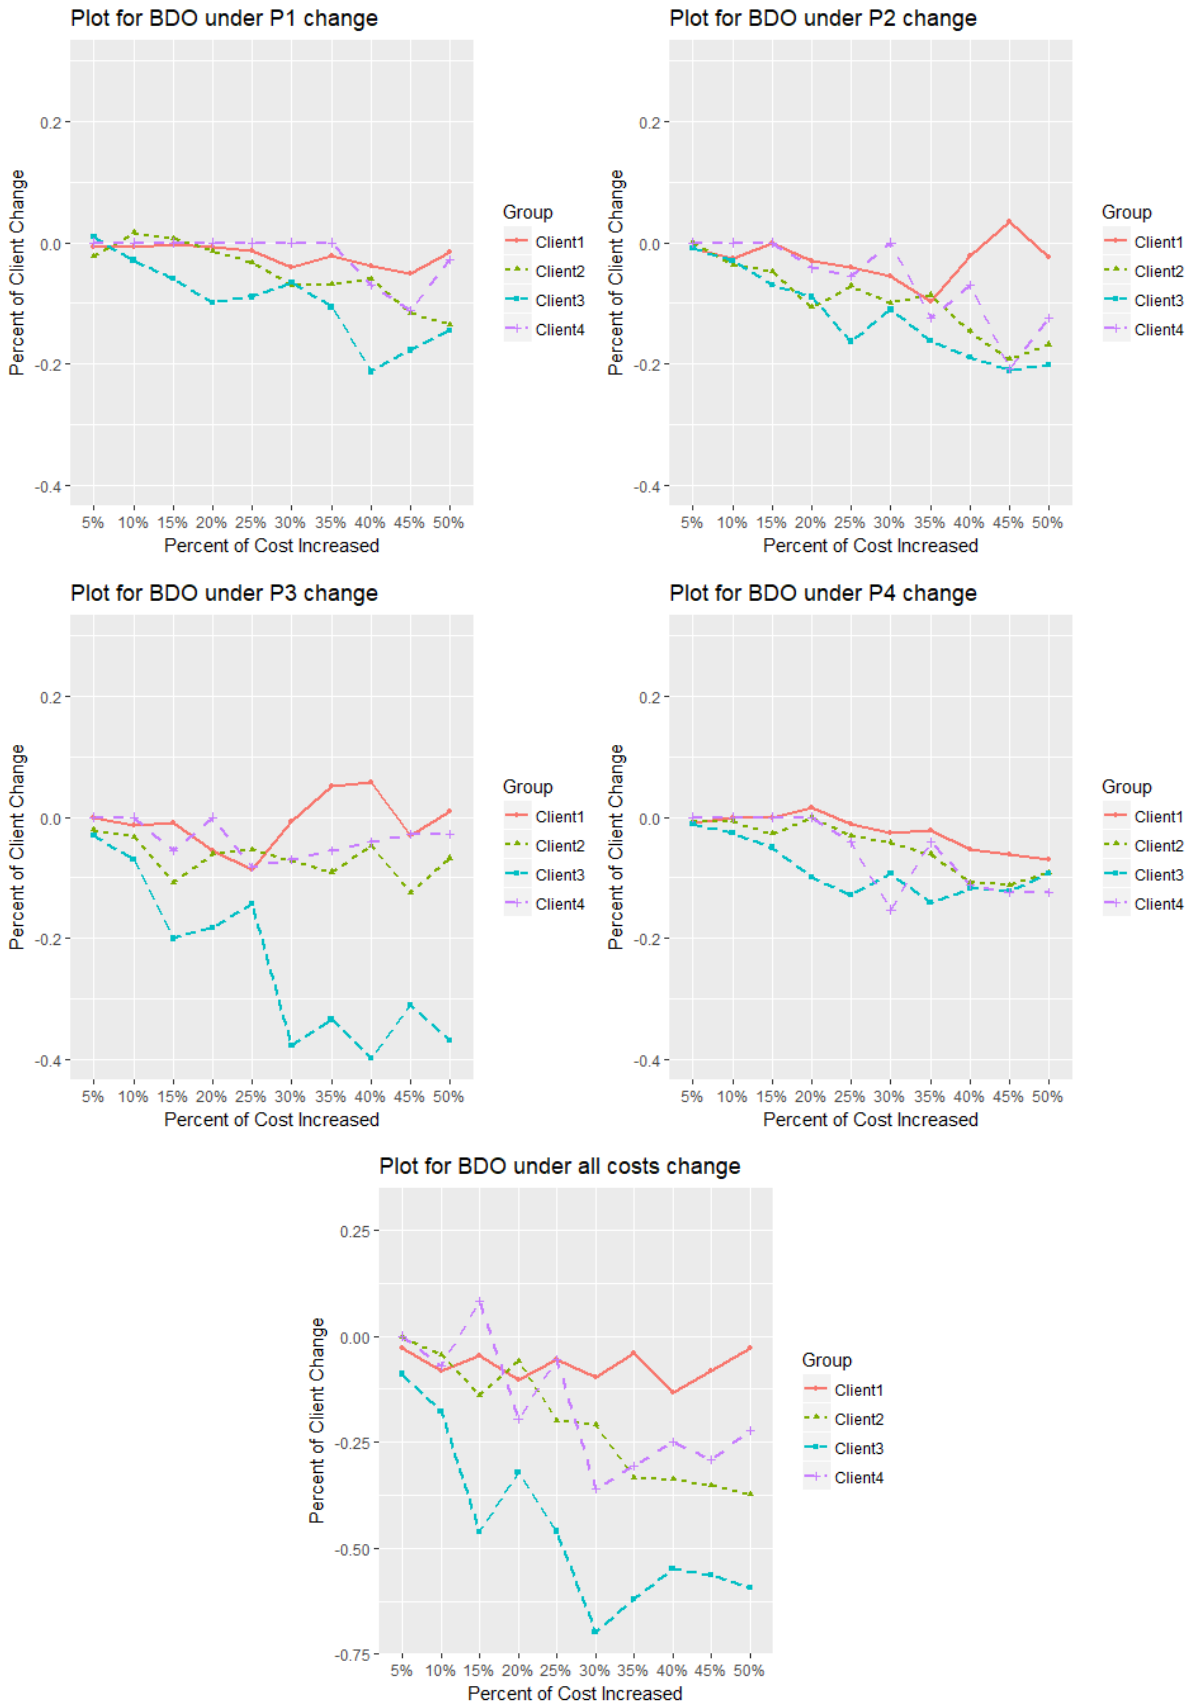 Plot for BDO under P1 change
0.2
0.0
-0.2
-0.4
Percent of Client Change
5% 10% 15% 20% 25% 30% 35% 40% 45% 50%
Percent of Cost Increased
Group
Client1
Client2
Client3
Client4
Plot for BDO under P2 change
0.2
0.0
-0.2
-0.4
Percent of Client Change
5% 10% 15% 20% 25% 30% 35% 40% 45% 50%
Percent of Cost Increased
Group
Client1
Client2
Client3
Client4
Plot for BDO under P3 change
0.2
0.0
-0.2
-0.4
Percent of Client Change
5% 10% 15% 20% 25% 30% 35% 40% 45% 50%
Percent of Cost Increased
Group
Client1
Client2
Client3
Client4
Plot for BDO under P4 change
0.2
0.0
-0.2
-0.4
Percent of Client Change
5% 10% 15% 20% 25% 30% 35% 40% 45% 50%
Percent of Cost Increased
Group
Client1
Client2
Client3
Client4
Plot for BDO under all costs change
0.25
0.00
-0.25
-0.50
-0.75
Percent of Client Change
5% 10% 15% 20% 25% 30% 35% 40% 45% 50%
Percent of Cost Increased
Group
Client1
Client2
Client3
Client4